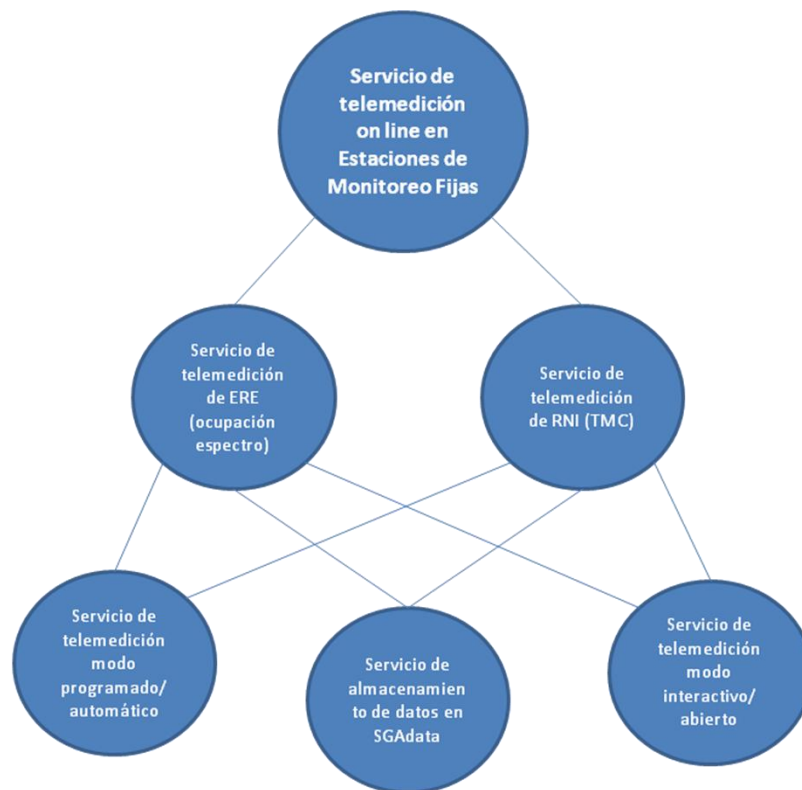 Servicio de
telemedición
on line en
Estaciones de
Monitoreo Fijas
Servicio de
telemedición
de ERE
(ocupación
espectro)
Servicio de
telemedición
de RNI (TMC)
Servicio de
telemedición
modo
programado/
automático
Servicio de
almacenamien
to de datos en
SGAdata
Servicio de
telemedición
modo
interactivo/
abierto